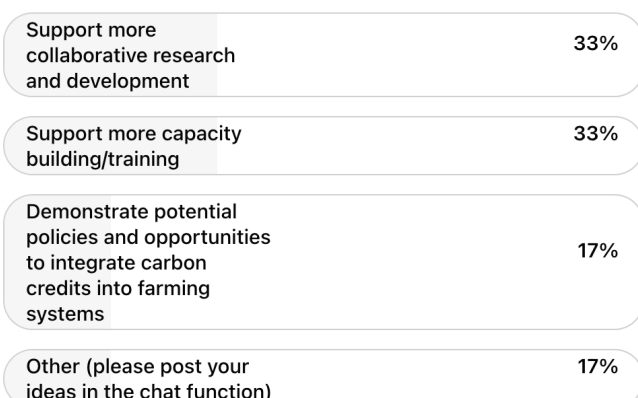 Support more
33%
collaborative research
and development
Support more capacity
33%
building/training
Demonstrate potential
policies and opportunities
17%
to integrate carbon
credits into farming
systems
Other (please post your
17%
ideas in the chat function)